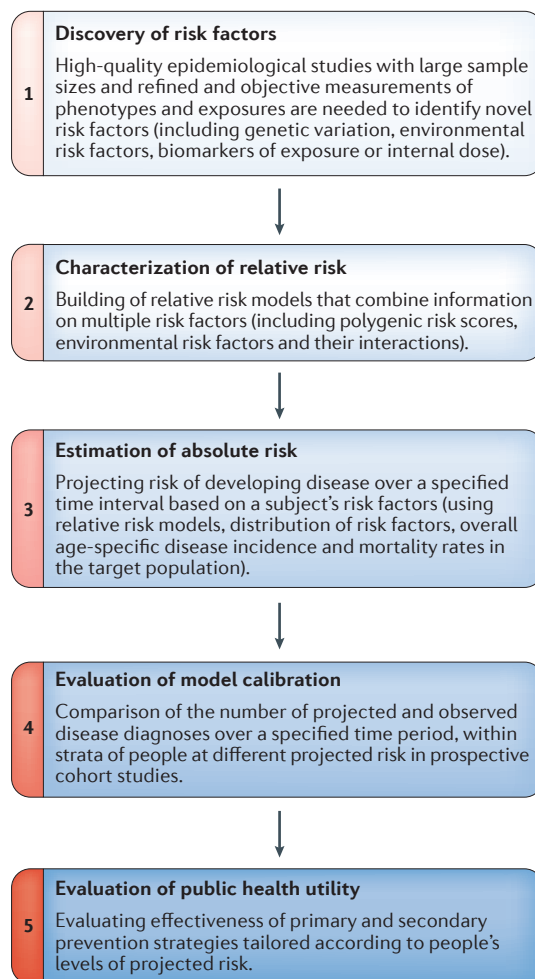 Discovery of risk factors
1
High-quality epidemiological studies with large sample
sizes and refined and objective measurements of
phenotypes and exposures are needed to identify novel
risk factors (including genetic variation, environmental
risk factors, biomarkers of exposure or internal dose).
Characterization of relative risk
2
Building of relative risk models that combine information
on multiple risk factors (including polygenic risk scores,
environmental risk factors and their interactions).
Estimation of absolute risk
3
Projecting risk of developing disease over a specified
time interval based on a subject’s risk factors (using
relative risk models, distribution of risk factors, overall
age-specific disease incidence and mortality rates in
the target population).
Evaluation of model calibration
4
Comparison of the number of projected and observed
disease diagnoses over a specified time period, within
strata of people at different projected risk in prospective
cohort studies.
Evaluation of public health utility
5
Evaluating effectiveness of primary and secondary
prevention strategies tailored according to people’s
levels of projected risk.